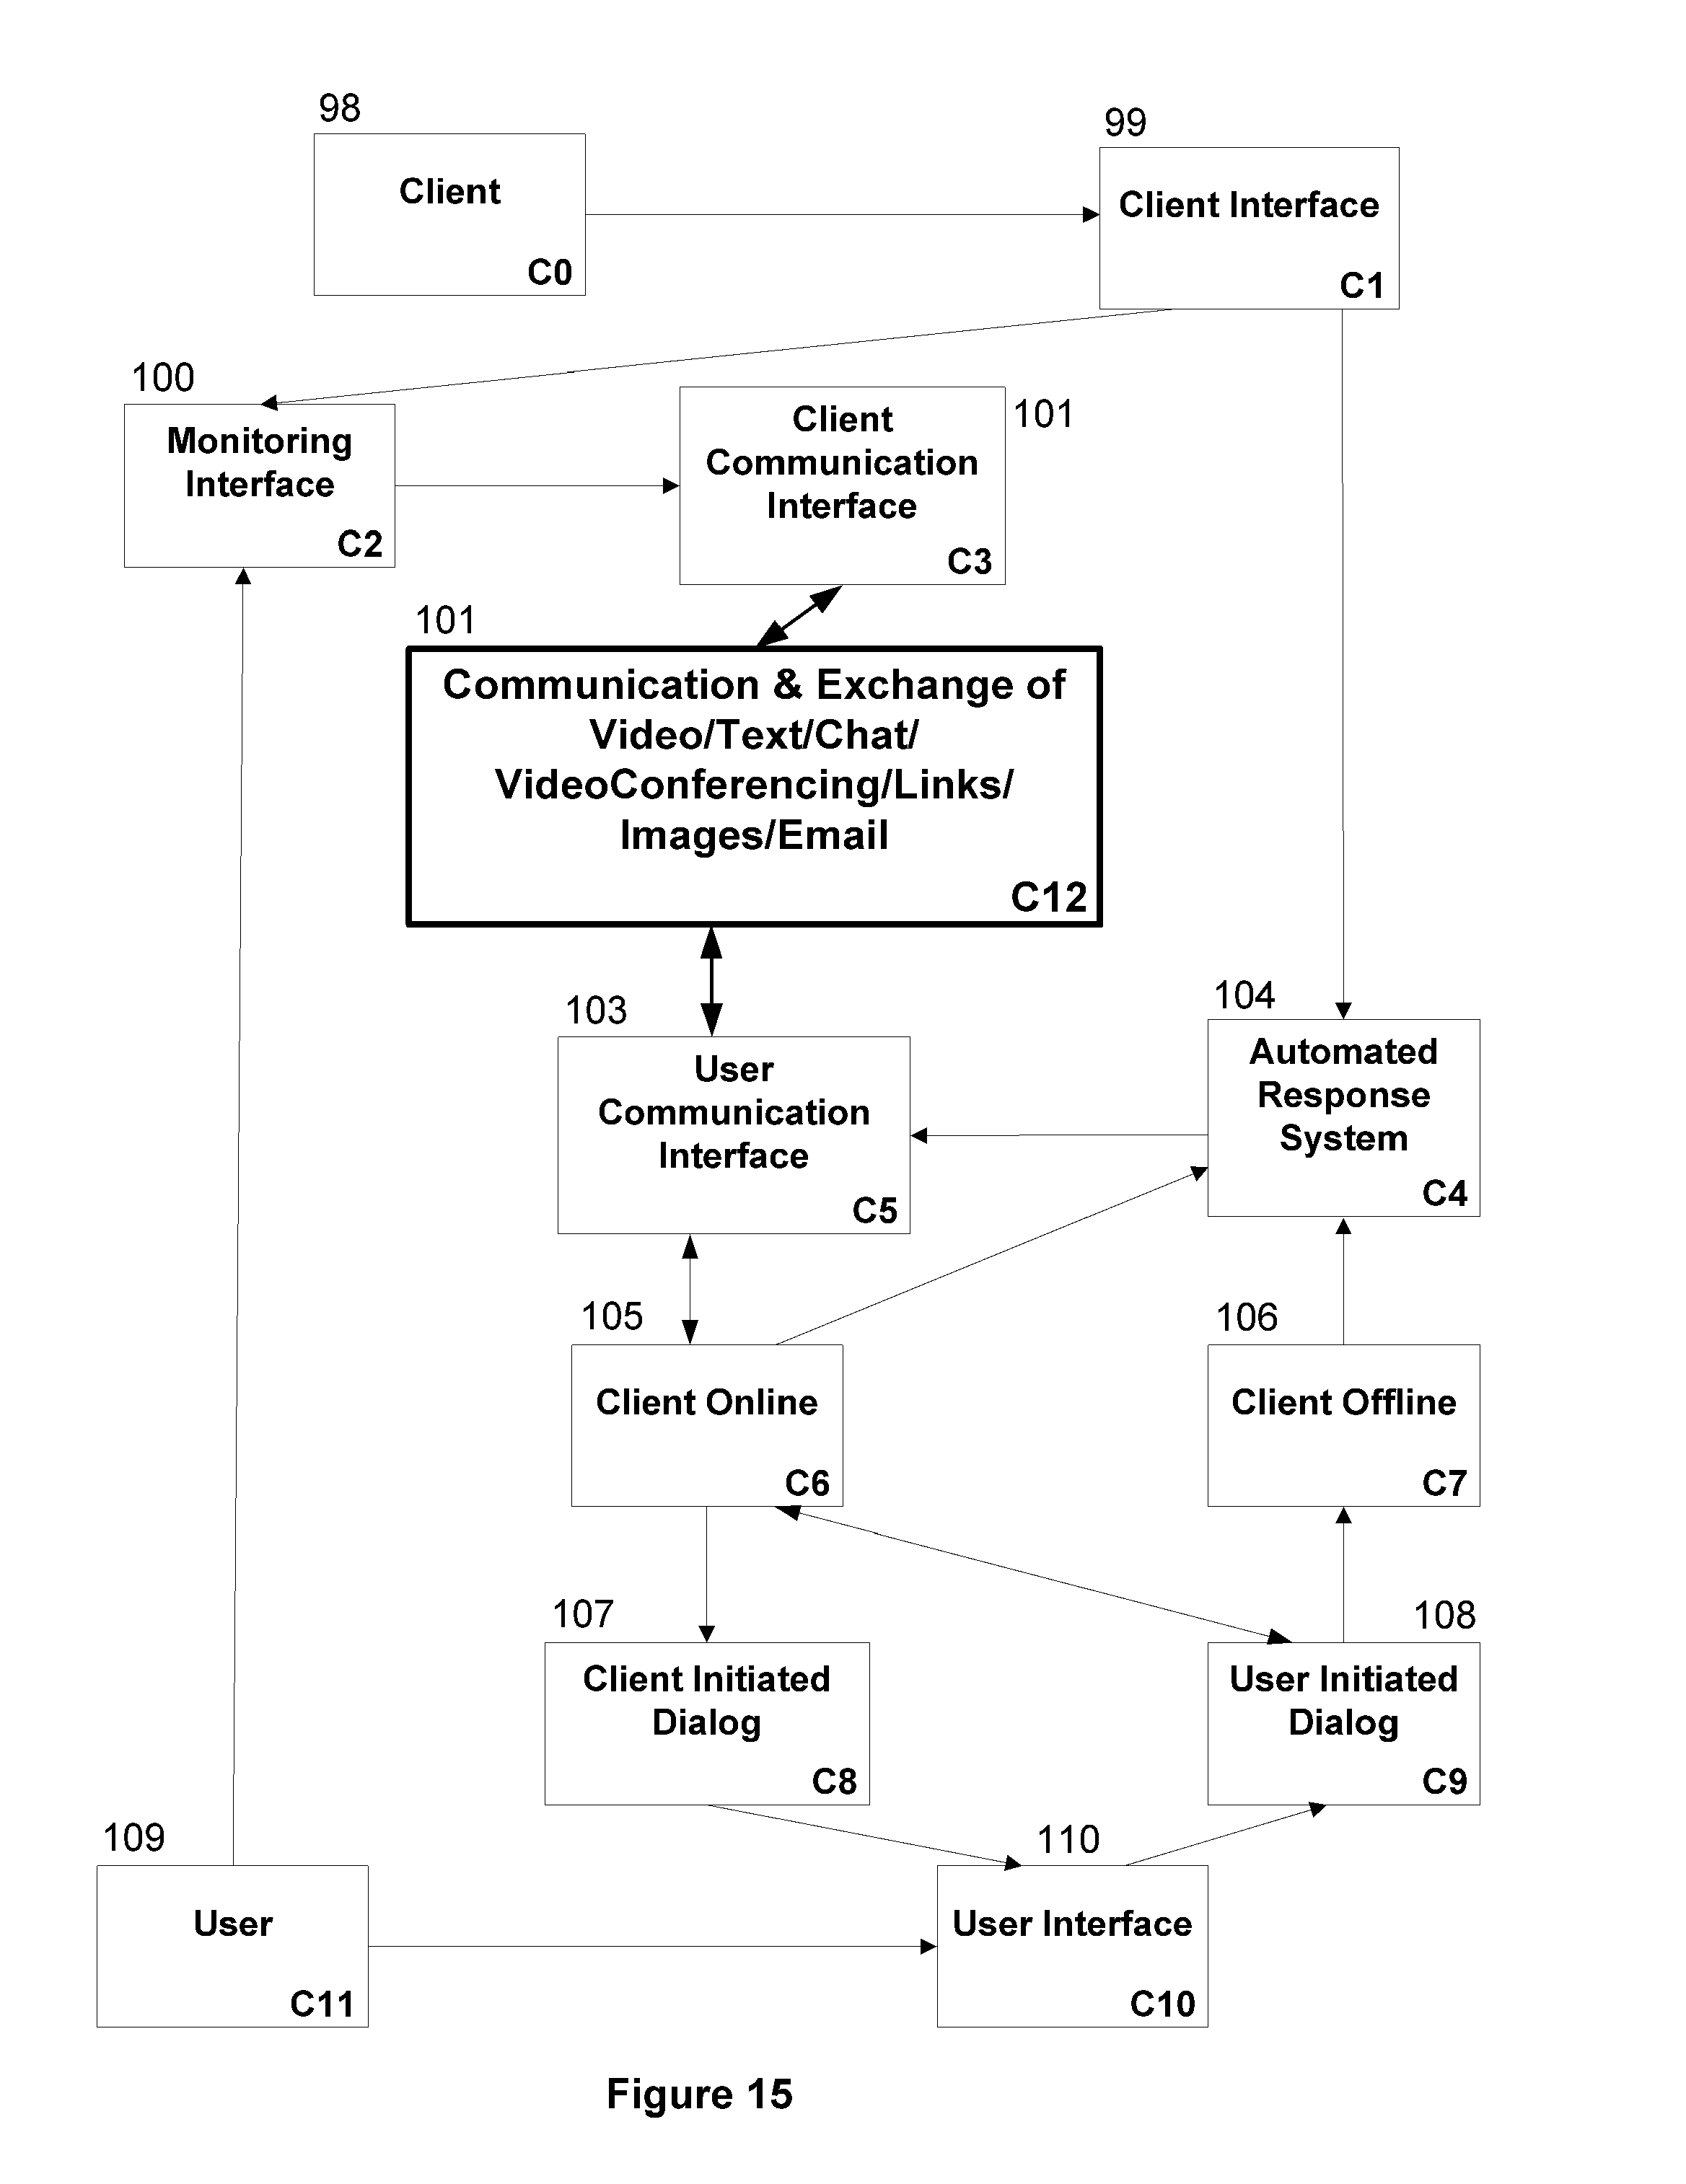 98
Client
C0
99
Client Interface
C1
100
Monitoring
Interface
C2
101
Client
Communication
Interface
C3
101
Communication & Exchange of
Video/Text/Chat/
VideoConferencing/Links/
Images/Email
C12
103
User
Communication
Interface
C5
104
Automated
Response
System
C4
105
Client Online
C6
106
Client Offline
C7
107
Client Initiated
Dialog
C8
108
User Initiated
Dialog
C9
109
User
C11
110
User Interface
C10
Figure 15